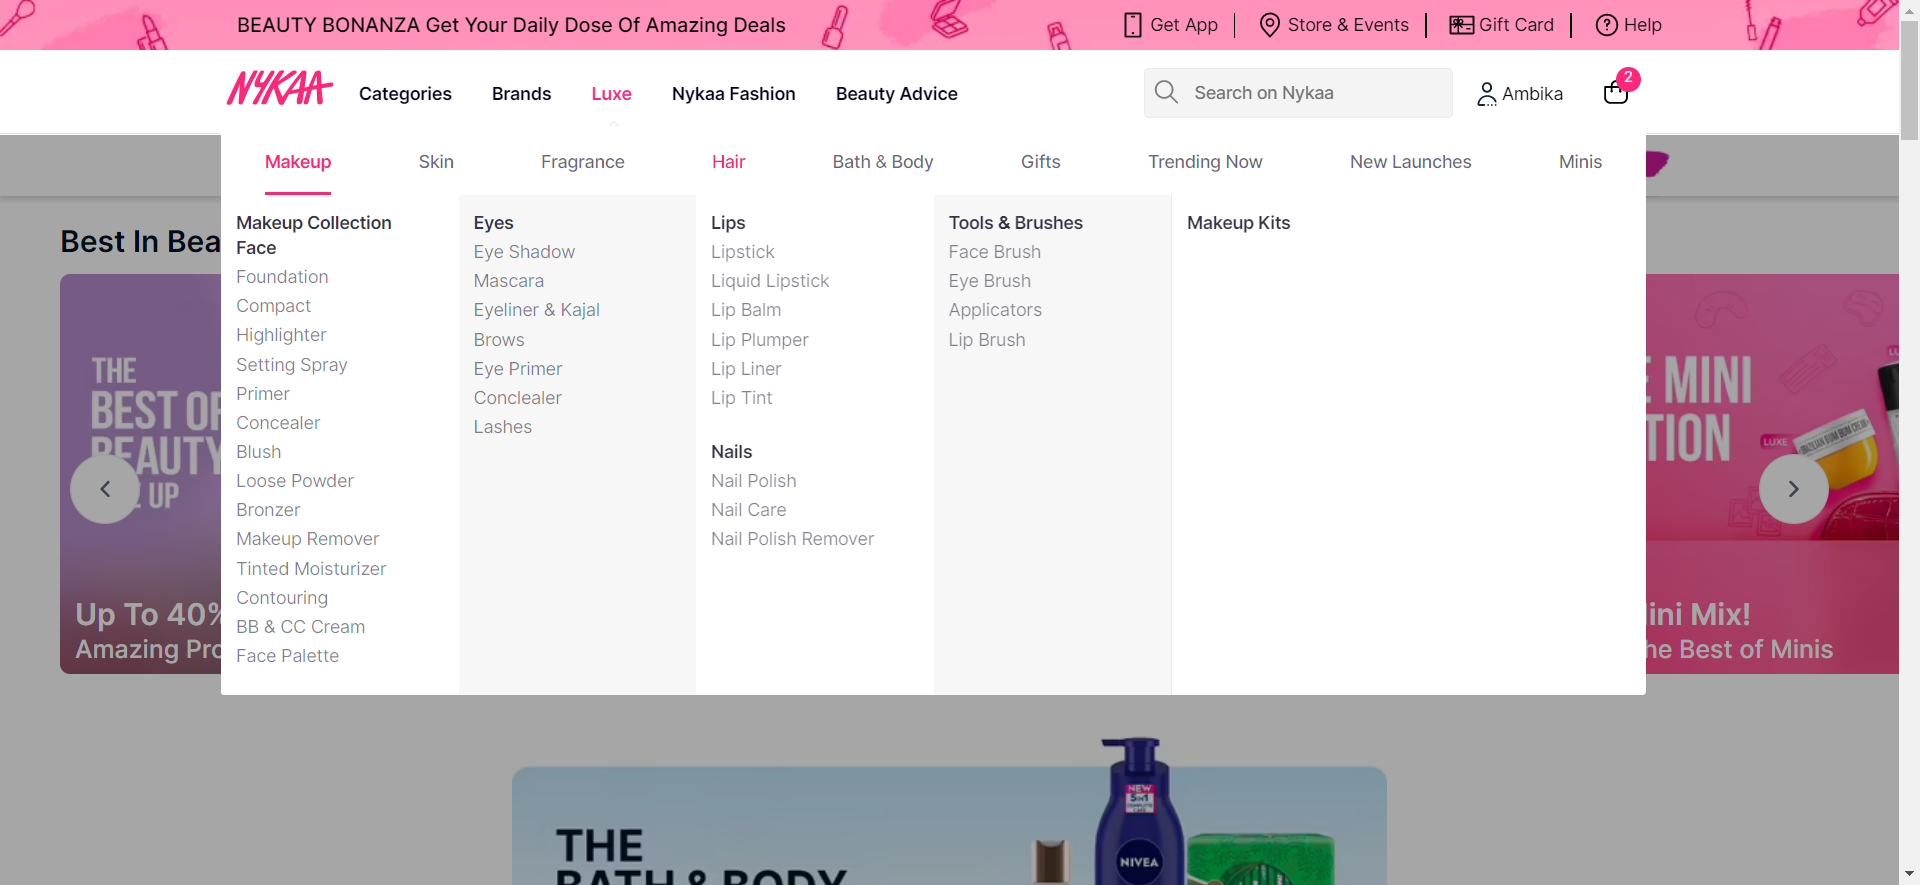 BEAUTY BONANZA Get Your Daily Dose Of Amazing Deals
Get App
Store & Events
Gift Card
Help
NYKAA
Categories
Brands
Luxe
Nykaa Fashion
Beauty Advice
Search on Nykaa
Ambika
2
Makeup
Skin
Fragrance
Hair
Bath & Body
Gifts
Trending Now
New Launches
Minis
Makeup Collection
Face
Foundation
Compact
Highlighter
Setting Spray
Primer
Concealer
Blush
Loose Powder
Bronzer
Makeup Remover
Tinted Moisturizer
Contouring
BB & CC Cream
Face Palette
Eyes
Eye Shadow
Mascara
Eyeliner & Kajal
Brows
Eye Primer
Conclealer
Lashes
Lips
Lipstick
Liquid Lipstick
Lip Balm
Lip Plumper
Lip Liner
Lip Tint
Nails
Nail Polish
Nail Care
Nail Polish Remover
Tools & Brushes
Face Brush
Eye Brush
Applicators
Lip Brush
Makeup Kits
Best In Bea
THE
BEST OF
BEAUTY
UP
Up To 40%
Amazing Pro
E MINI
TION
LUXE
BRAZILIAN BUM BUM CREAM
ini Mix!
he Best of Minis
THE
BATH & BODY
NEW
5in1
COMPLETE
CARE
NIVEA